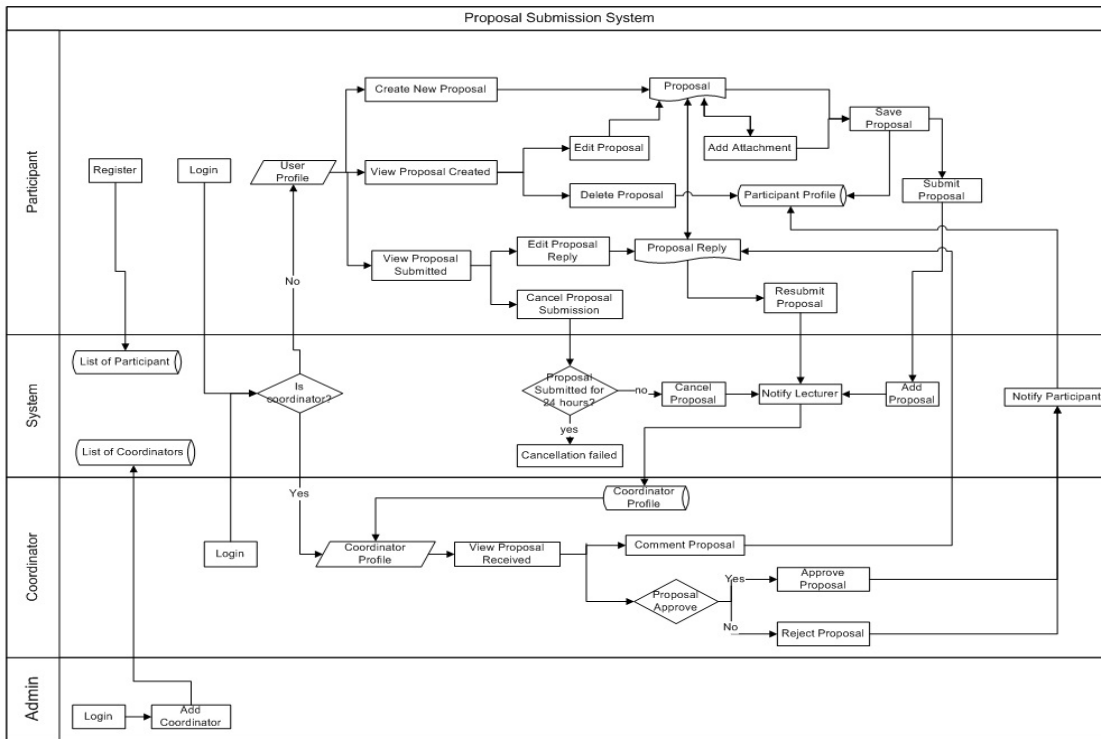 Proposal Submission System
Participant
Create New Proposal
Proposal
Save
Proposal
Register
Login
User
Profile
View Proposal Created
Edit Proposal
Add Attachment
Delete Proposal
Participant Profile
Submit
Proposal
No
View Proposal
Submitted
Edit Proposal
Reply
Proposal Reply
Cancel Proposal
Submission
Resubmit
Proposal
System
List of Participant
Is
coordinator?
Proposal
Submitted for
24 hours?
no
Cancel
Proposal
Notify Lecturer
Add
Proposal
Notify Participant
yes
List of Coordinators
Cancellation failed
Coordinator
Yes
Coordinator
Profile
Login
Coordinator
Profile
View Proposal
Received
Comment Proposal
Proposal
Approve
Yes
Approve
Proposal
No
Reject Proposal
Admin
Login
Add
Coordinator